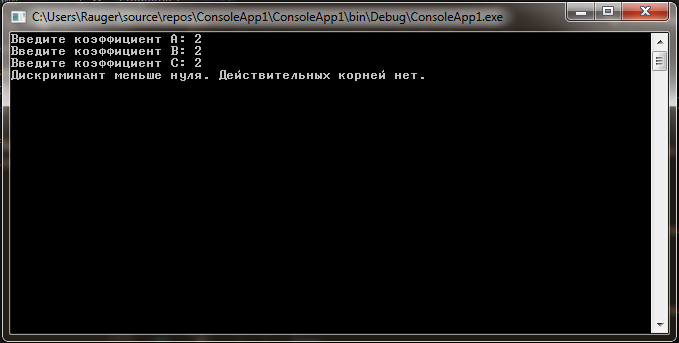 C:\Users\Rauger\source\repos\ConsoleApp1\ConsoleApp1\bin\Debug\ConsoleApp1.exe
Введите коэффициент A: 2
Введите коэффициент B: 2
Введите коэффициент C: 2
Дискриминант меньше нуля. Действительных корней нет.